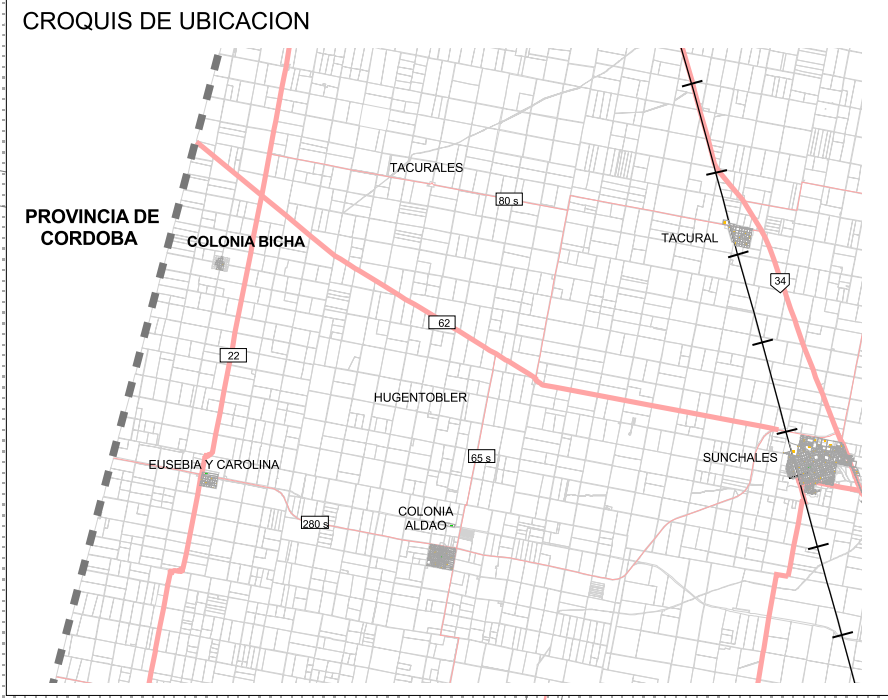 CROQUIS DE UBICACION
TACURALES
80 s
PROVINCIA DE
CORDOBA
COLONIA BICHA
TACURAL
34
62
22
HUGENTOBLER
65 s
SUNCHALES
EUSEBIA Y CAROLINA
COLONIA
ALDAO
280 s